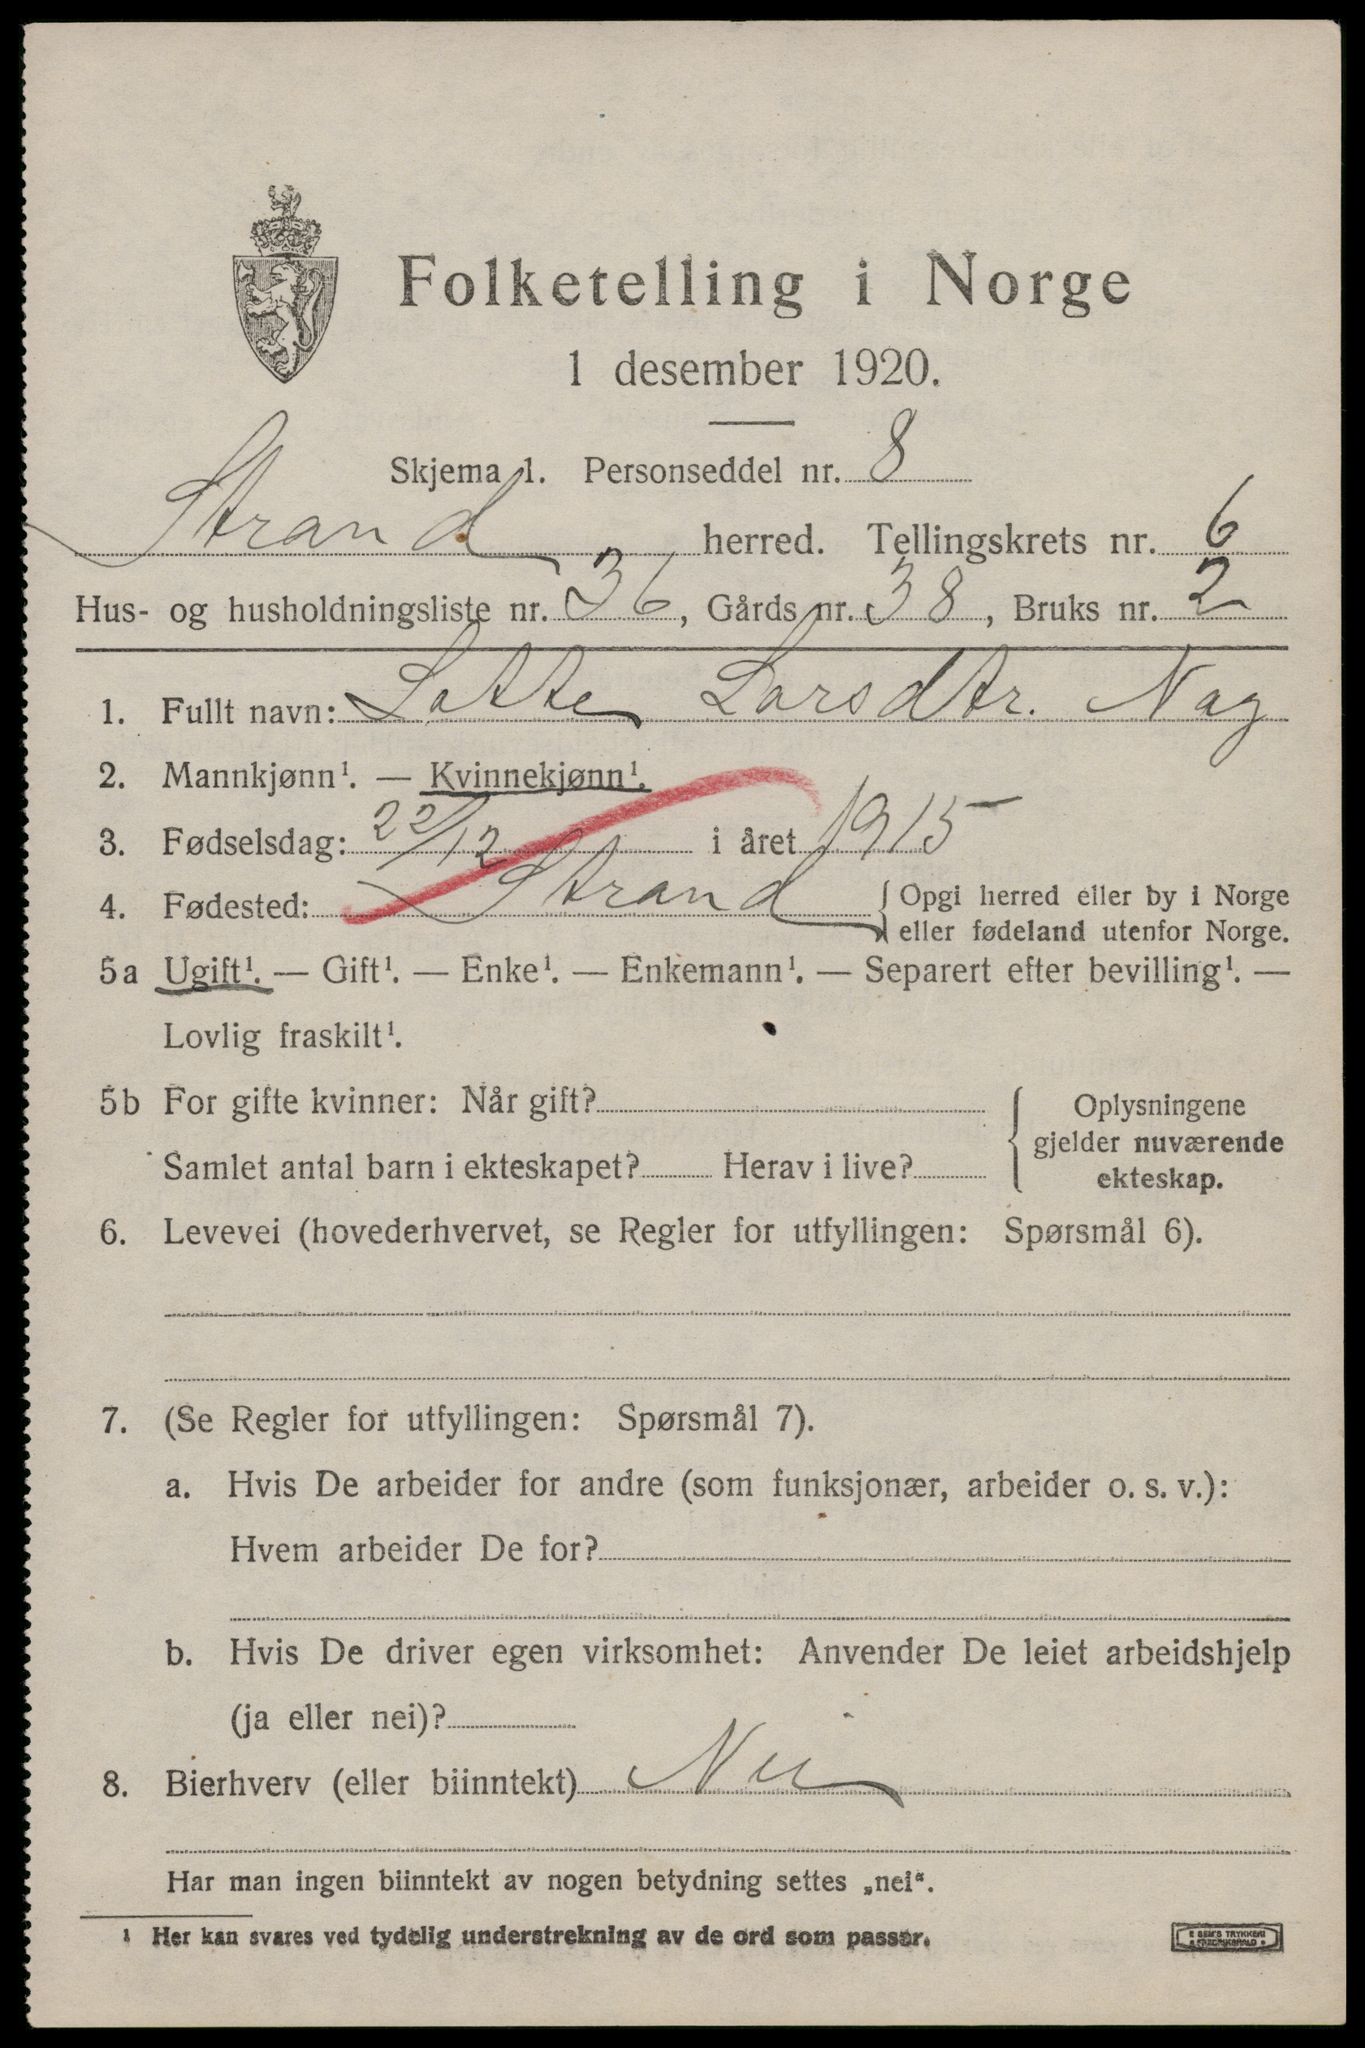 Folketelling i Norge
1 desember 1920.
Skjema 1. Personseddel nr. 8
Strand herred. Tellingskrets nr. 6
Hus- og husholdningsliste nr. 36, Gårds nr. 38, Bruks nr. 2
1. Fullt navn: Lotte Larsdtr. Nag
2. Mannkjønn¹. — Kvinnekjønn¹.
3. Fødselsdag: 22/12 i året 1915
4. Fødested: Strand { Opgi herred eller by i Norge
eller fødeland utenfor Norge.
5a Ugift¹. — Gift¹. — Enke¹. — Enkemann¹. — Separert efter bevilling¹. —
Lovlig fraskilt¹.
5b For gifte kvinner: Når gift?
Samlet antal barn i ekteskapet? Herav i live?
{ Oplysningene
gjelder nuværende
ekteskap.
6. Levevei (hovederhvervet, se Regler for utfyllingen: Spørsmål 6).
7. (Se Regler for utfyllingen: Spørsmål 7).
a. Hvis De arbeider for andre (som funksjonær, arbeider o. s. v.):
Hvem arbeider De for?
b. Hvis De driver egen virksomhet: Anvender De leiet arbeidshjelp
(ja eller nei)?
8. Bierhverv (eller biinntekt) Nei
Har man ingen biinntekt av nogen betydning settes „nei“.
¹ Her kan svares ved tydelig understrekning av de ord som passer.
SEM'S TRYKKERI
FREDRIKSHALD